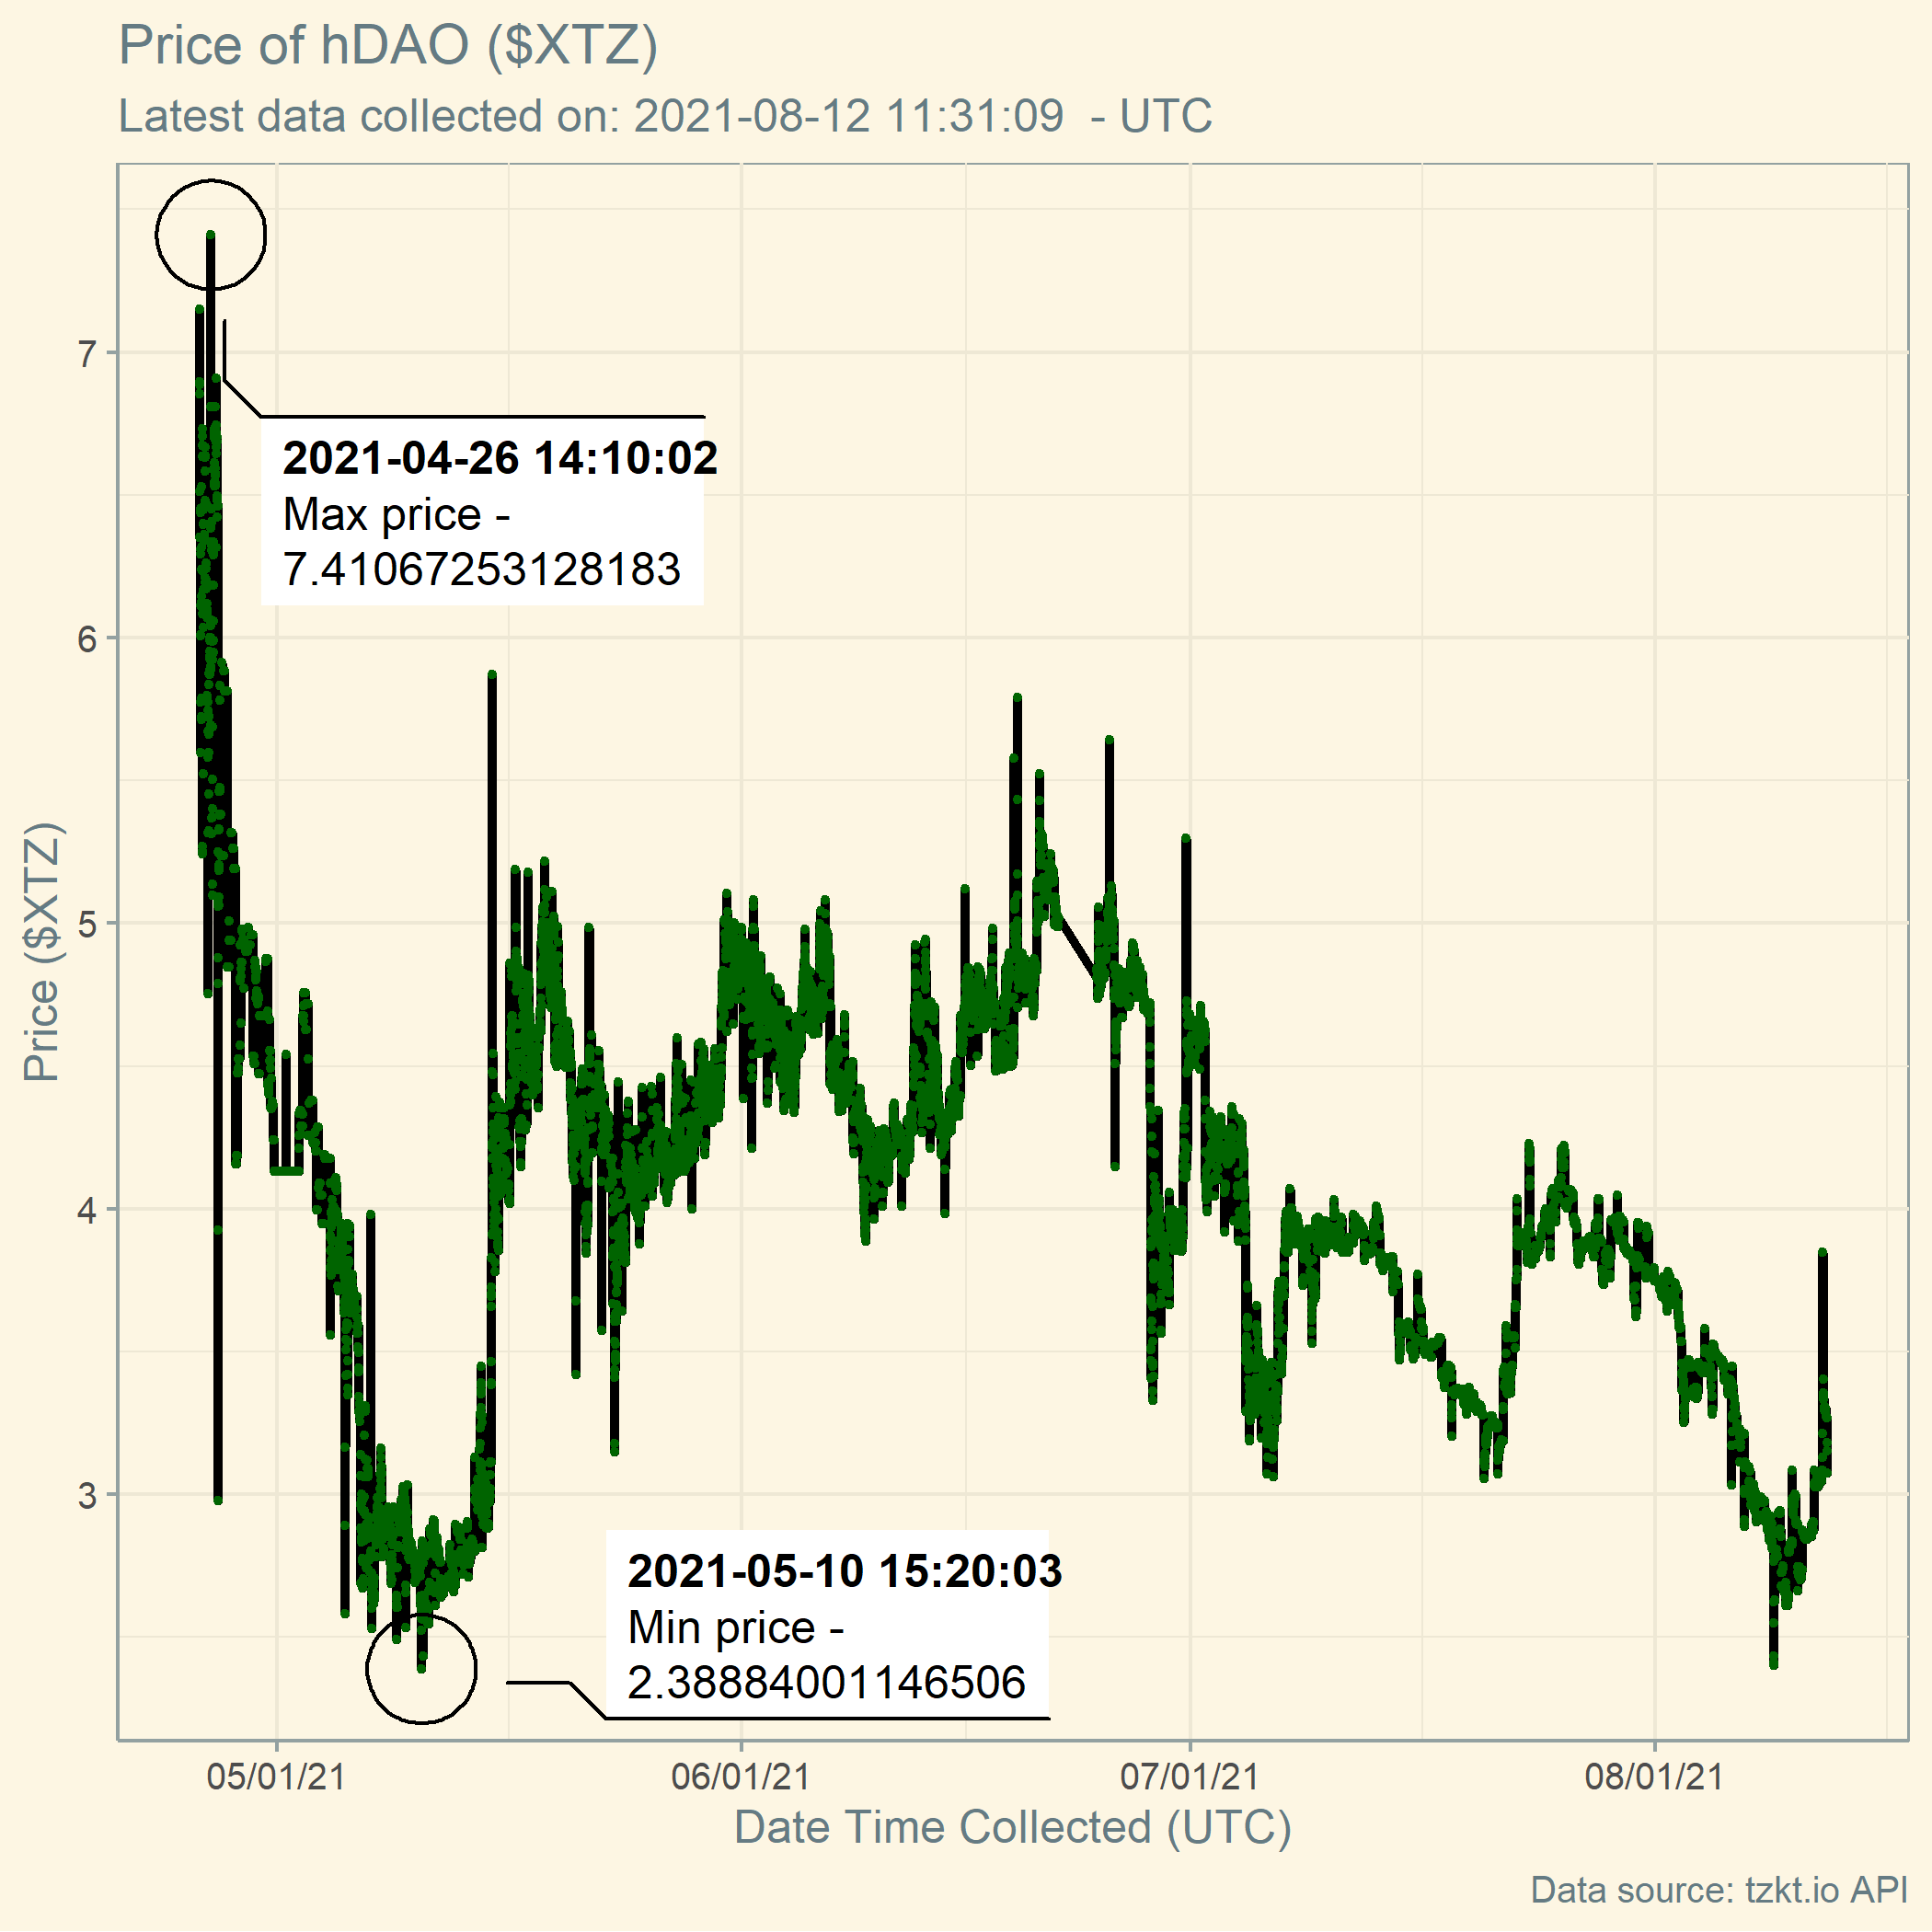 Price of hDAO ($XTZ)
Latest data collected on: 2021-08-12 11:31:09  - UTC
7
6
5
4
3
Price ($XTZ)
2021-04-26 14:10:02
Max price -
7.41067253128183
2021-05-10 15:20:03
Min price -
2.38884001146506
05/01/21
06/01/21
07/01/21
08/01/21
Date Time Collected (UTC)
Data source: tzkt.io API